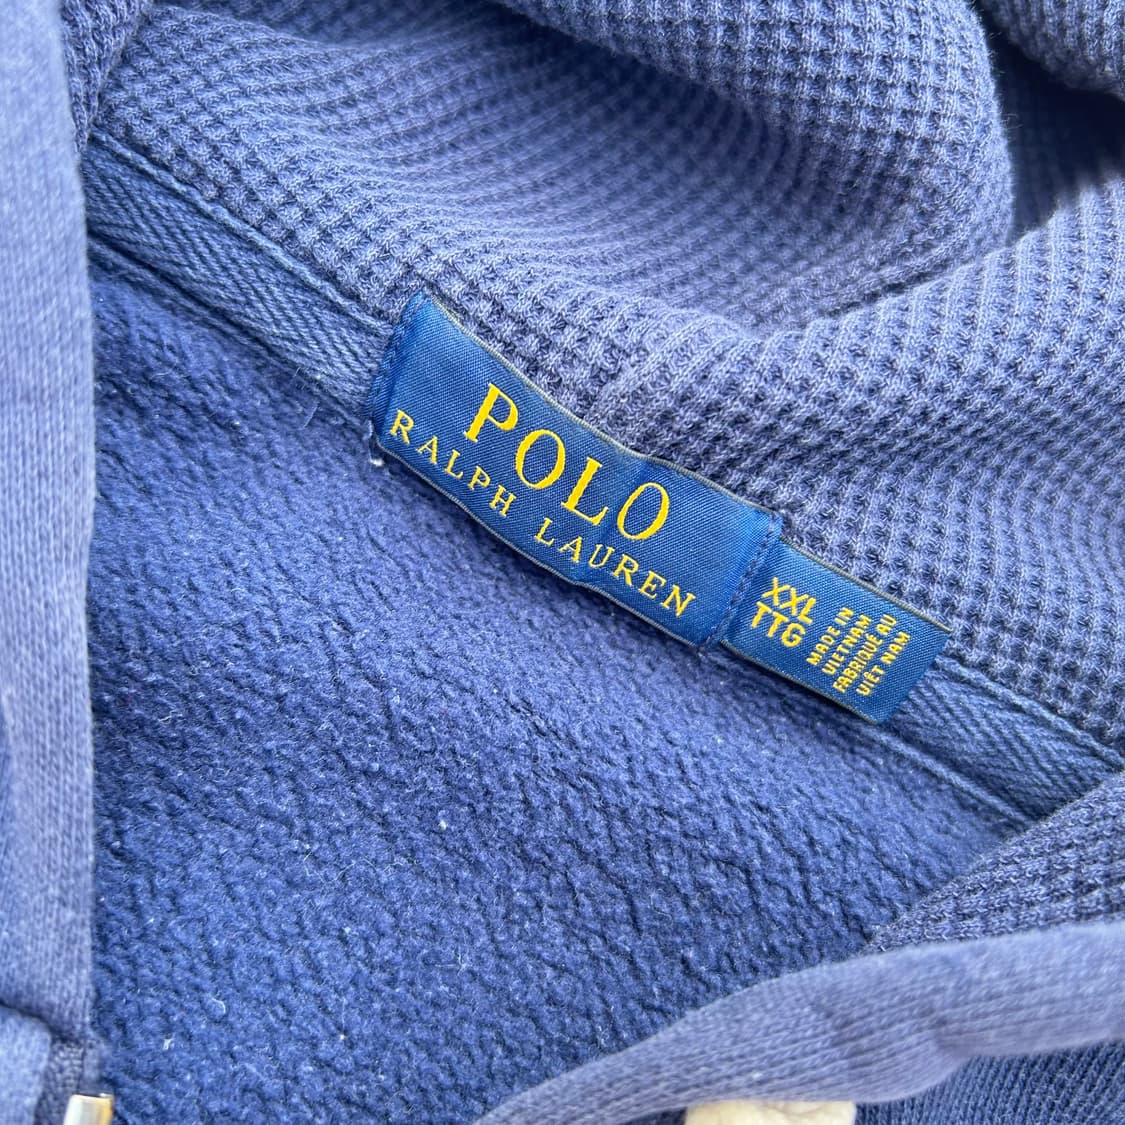 POLO
RALPH LAUREN
XXL
TTG
MADE IN
VIETNAM
FABRIQUÉ AU
VIÊT NAM